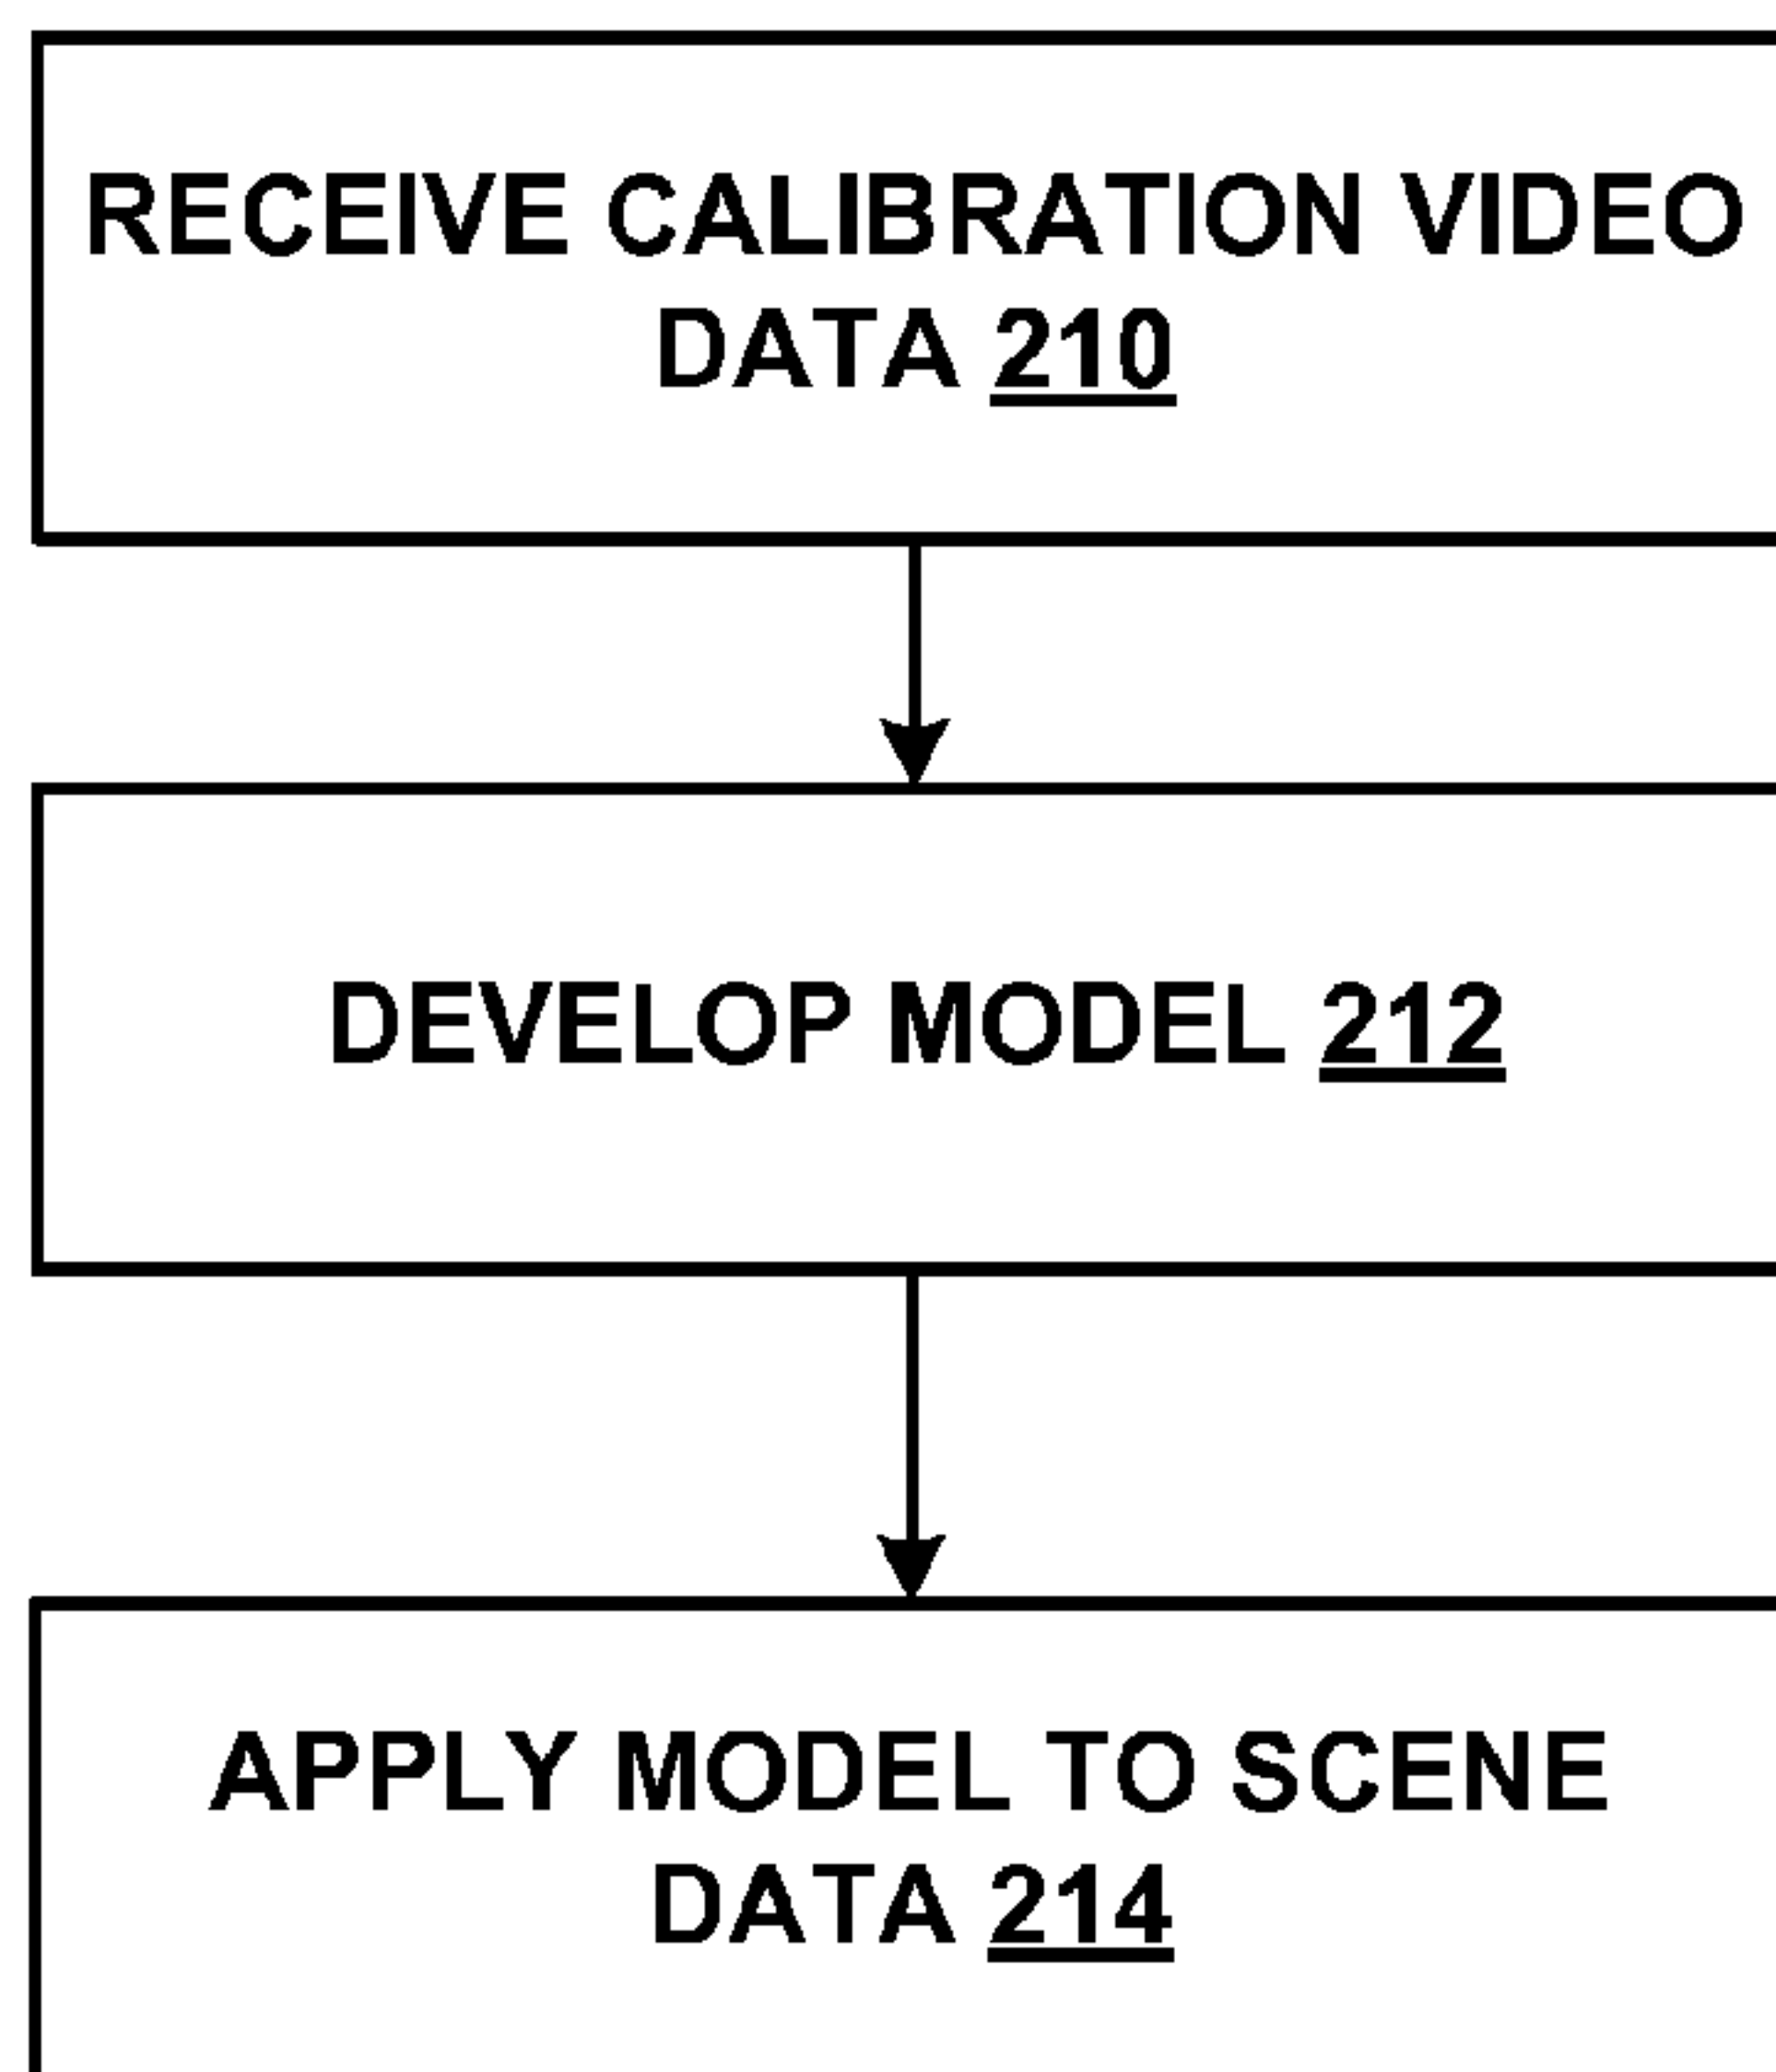 RECEIVE CALIBRATION VIDEO
DATA 210
DEVELOP MODEL 212
APPLY MODEL TO SCENE
DATA 214